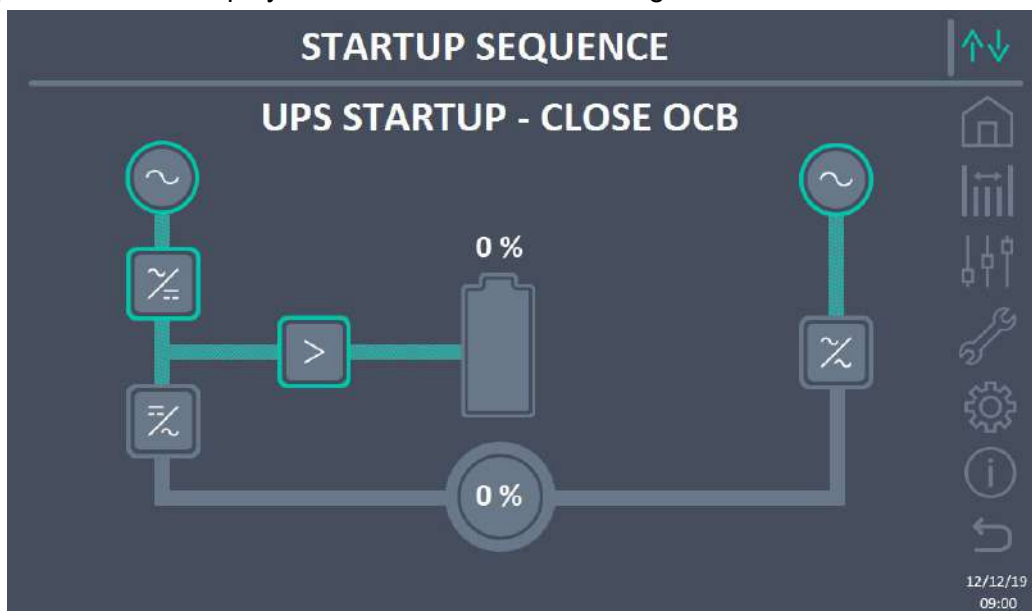 STARTUP SEQUENCE
UPS STARTUP - CLOSE OCB
0 %
0 %
12/12/19
09:00